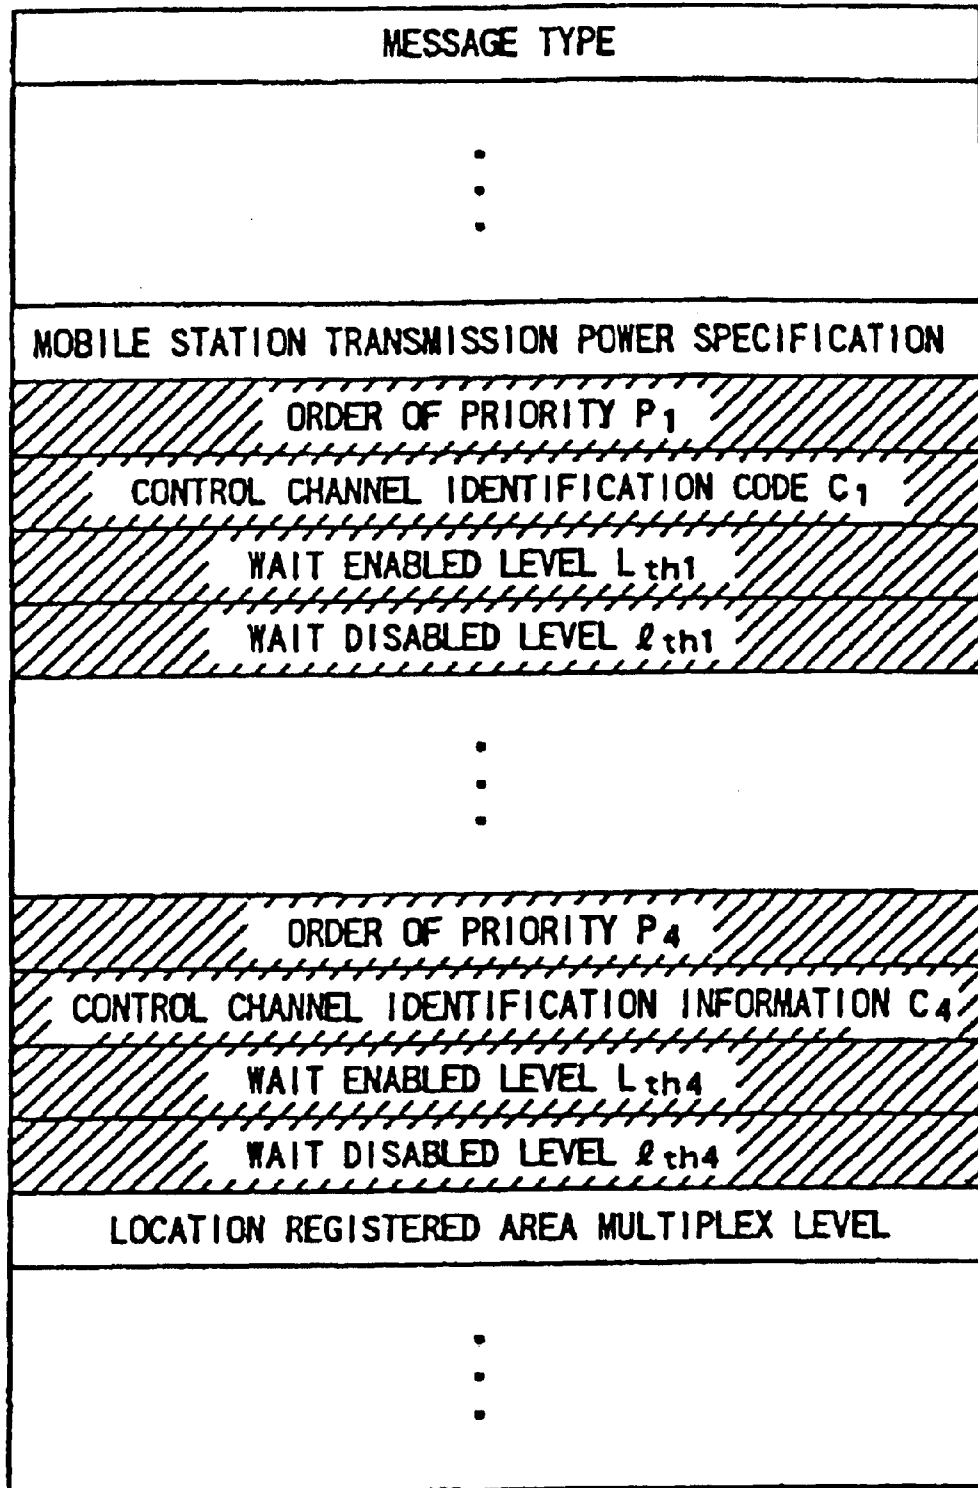 MESSAGE TYPE
MOBILE STATION TRANSMISSION POWER SPECIFICATION
ORDER OF PRIORITY P1
CONTROL CHANNEL IDENTIFICATION CODE C1
WAIT ENABLED LEVEL Lth1
WAIT DISABLED LEVEL ℓth1
ORDER OF PRIORITY P4
CONTROL CHANNEL IDENTIFICATION INFORMATION C4
WAIT ENABLED LEVEL Lth4
WAIT DISABLED LEVEL ℓth4
LOCATION REGISTERED AREA MULTIPLEX LEVEL